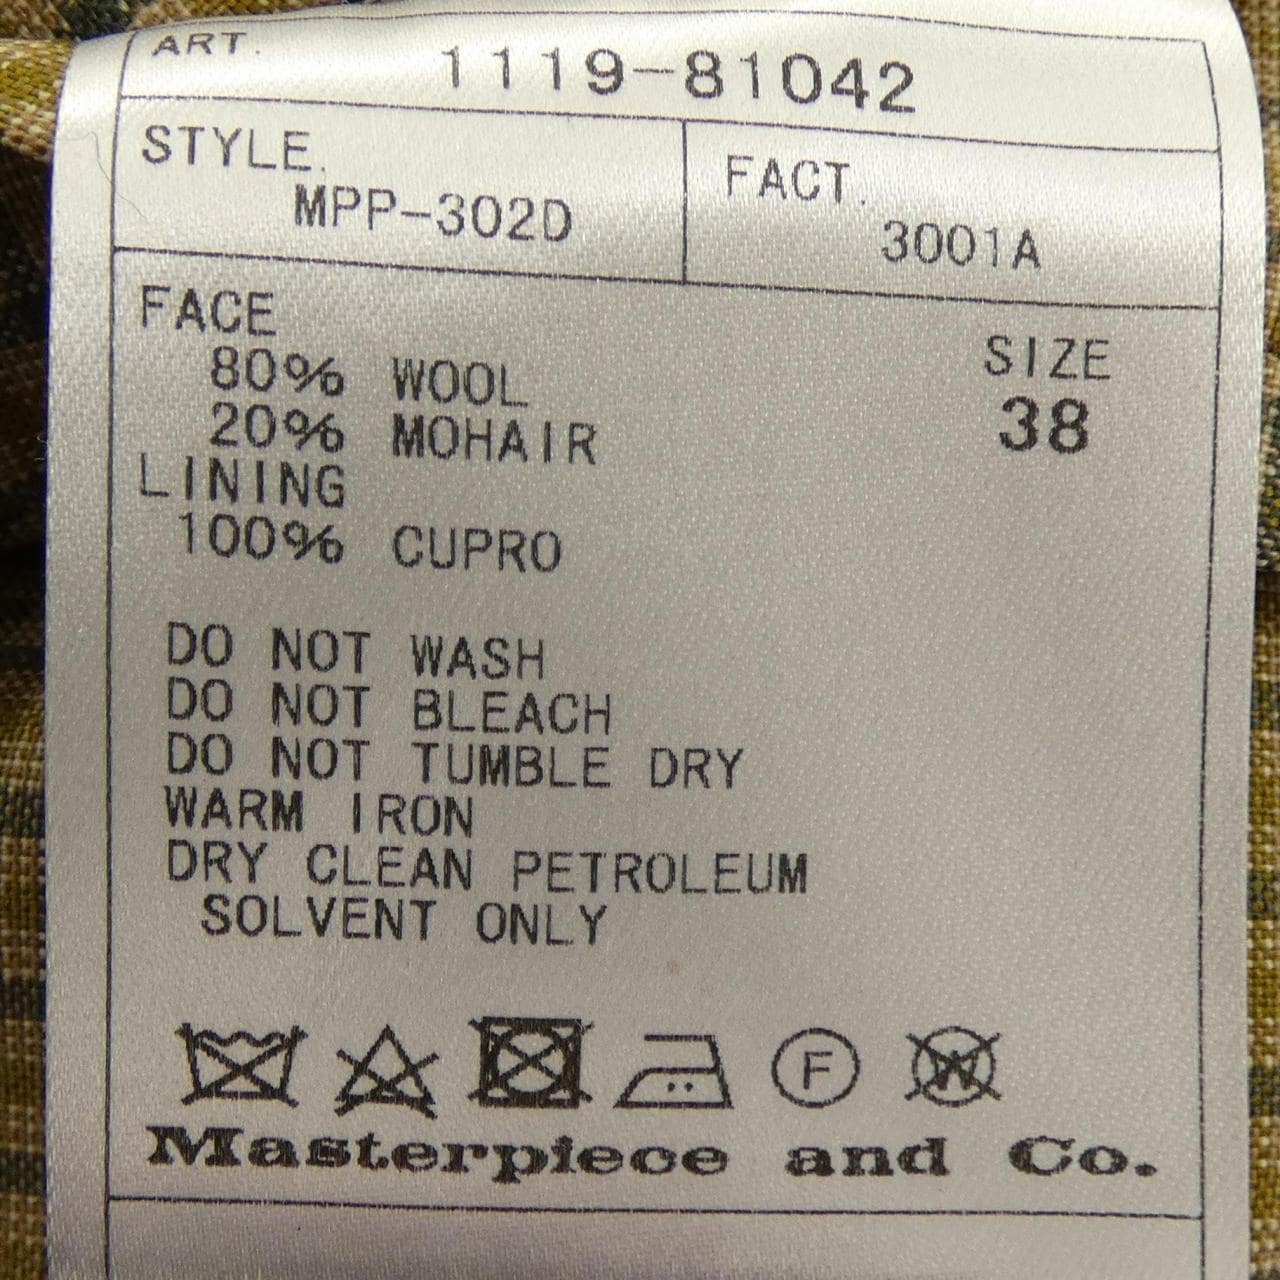 ART. 1119-81042
STYLE. FACT.
MPP-302D 3001A
FACE
80% WOOL
20% MOHAIR
LINING
100% CUPRO
SIZE
38
DO NOT WASH
DO NOT BLEACH
DO NOT TUMBLE DRY
WARM IRON
DRY CLEAN PETROLEUM
SOLVENT ONLY
F W
Masterpiece and Co.